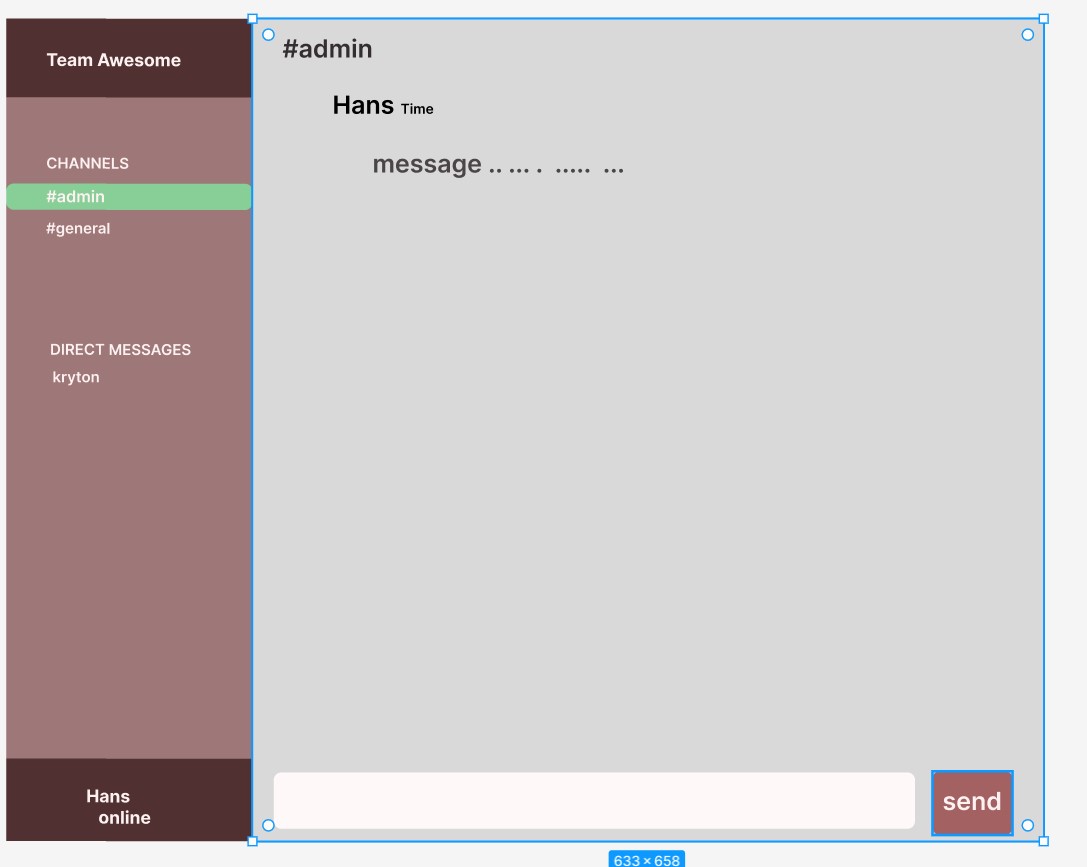 Team Awesome
CHANNELS
#admin
#general
DIRECT MESSAGES
kryton
Hans
online
#admin
Hans Time
message .. ... .  .....  ...
send
633 × 658